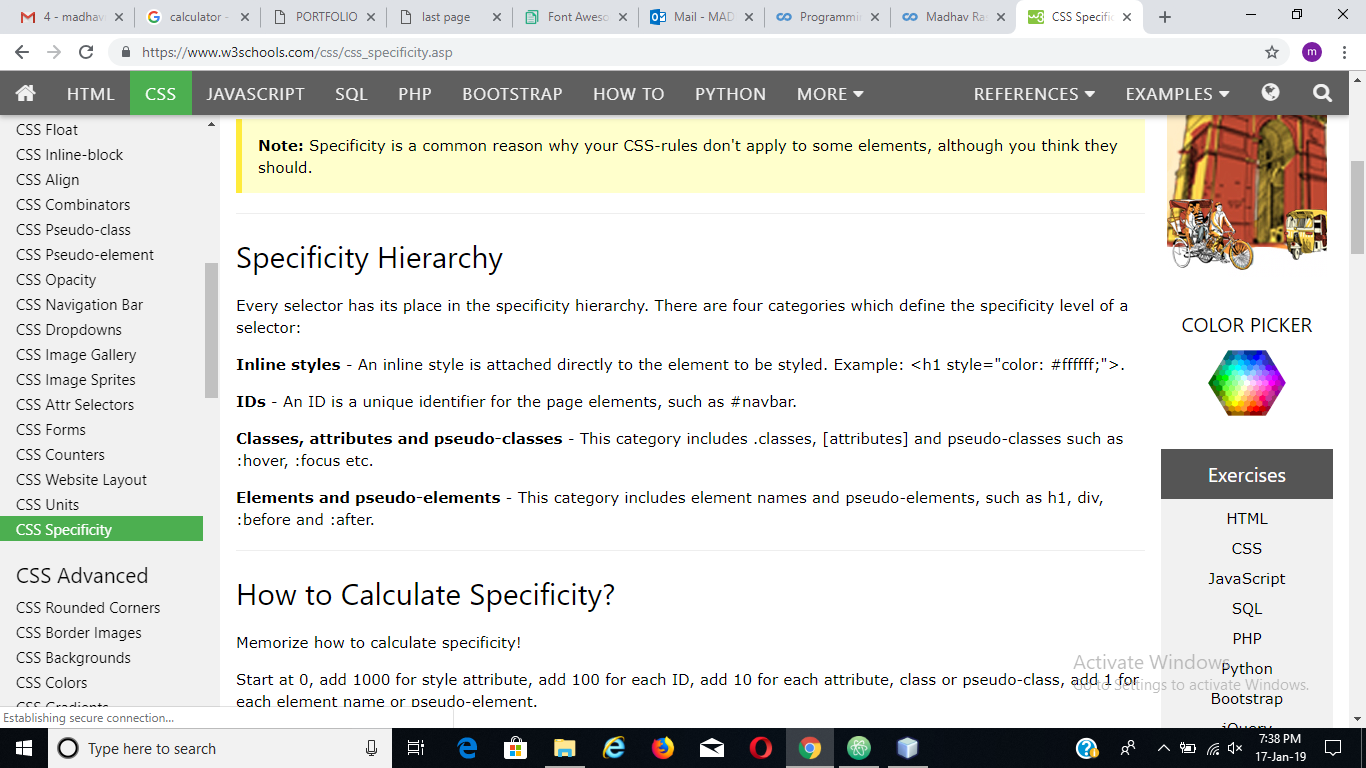 4 - madhav
calculator -
PORTFOLIO
last page
Font Aweso
Mail - MAD
Programmi
Madhav Ra
CSS Specific
https://www.w3schools.com/css/css_specificity.asp
m
HTML CSS JAVASCRIPT SQL PHP BOOTSTRAP HOW TO PYTHON MORE REFERENCES EXAMPLES
CSS Float
CSS Inline-block
CSS Align
CSS Combinators
CSS Pseudo-class
CSS Pseudo-element
CSS Opacity
CSS Navigation Bar
CSS Dropdowns
CSS Image Gallery
CSS Image Sprites
CSS Attr Selectors
CSS Forms
CSS Counters
CSS Website Layout
CSS Units
CSS Specificity
CSS Advanced
CSS Rounded Corners
CSS Border Images
CSS Backgrounds
CSS Colors
CSS Gradients
Note: Specificity is a common reason why your CSS-rules don't apply to some elements, although you think they
should.
Specificity Hierarchy
Every selector has its place in the specificity hierarchy. There are four categories which define the specificity level of a
selector:
Inline styles - An inline style is attached directly to the element to be styled. Example: <h1 style="color: #ffffff;">.
IDs - An ID is a unique identifier for the page elements, such as #navbar.
Classes, attributes and pseudo-classes - This category includes .classes, [attributes] and pseudo-classes such as
:hover, :focus etc.
Elements and pseudo-elements - This category includes element names and pseudo-elements, such as h1, div,
:before and :after.
How to Calculate Specificity?
Memorize how to calculate specificity!
Start at 0, add 1000 for style attribute, add 100 for each ID, add 10 for each attribute, class or pseudo-class, add 1 for
each element name or pseudo-element.
COLOR PICKER
Exercises
HTML
CSS
JavaScript
SQL
PHP
Python
Bootstrap
jQuery
Activate Windows
Go to Settings to activate Windows.
Establishing secure connection...
Type here to search
7:38 PM
17-Jan-19